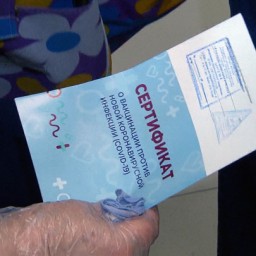 СЕРТИФИКАТ
О ВАКЦИНАЦИИ ПРОТИВ
НОВОЙ КОРОНАВИРУСНОЙ
ИНФЕКЦИИ (COVID-19)